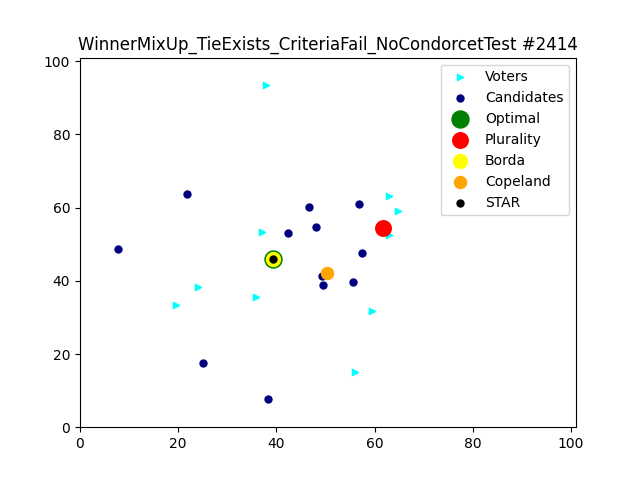 WinnerMixUp_TieExists_CriteriaFail_NoCondorcetTest #2414
100
80
60
40
20
0
0
20
40
60
80
100
Voters
Candidates
Optimal
Plurality
Borda
Copeland
STAR